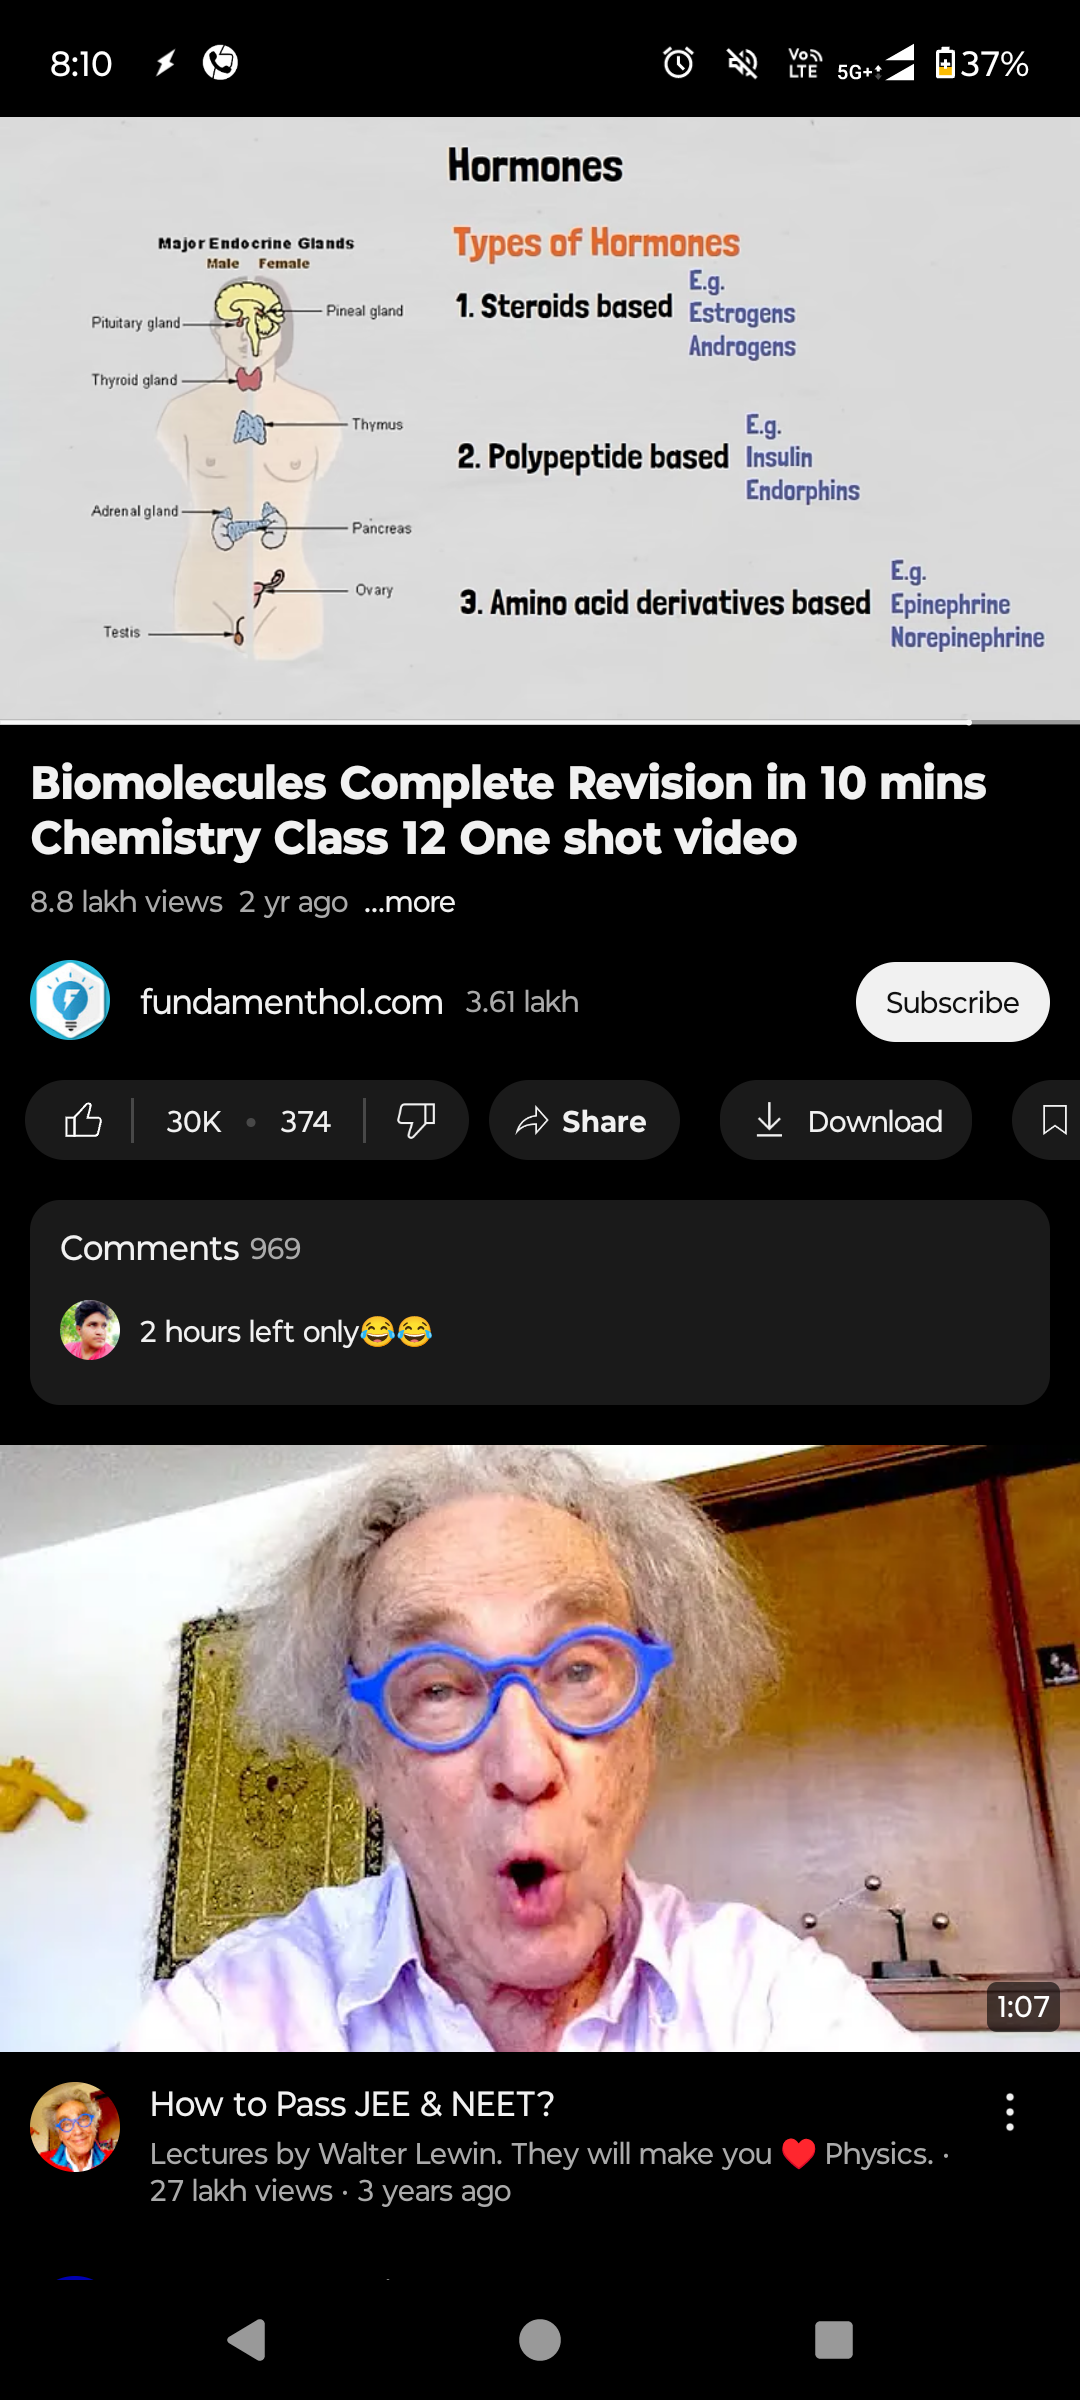 8:10
Vo)) LTE 5G+ 37%
Hormones
Major Endocrine Glands
Male Female
Pituitary gland
Pineal gland
Thyroid gland
Thymus
Adrenal gland
Pancreas
Ovary
Testis
Types of Hormones
1. Steroids based
E.g.
Estrogens
Androgens
2. Polypeptide based
E.g.
Insulin
Endorphins
3. Amino acid derivatives based
E.g.
Epinephrine
Norepinephrine
Biomolecules Complete Revision in 10 mins
Chemistry Class 12 One shot video
8.8 lakh views 2 yr ago ...more
fundamenthol.com 3.61 lakh
Subscribe
30K • 374
Share
Download
Comments 969
2 hours left only😂😂
1:07
How to Pass JEE & NEET?
Lectures by Walter Lewin. They will make you ♥ Physics. ·
27 lakh views · 3 years ago